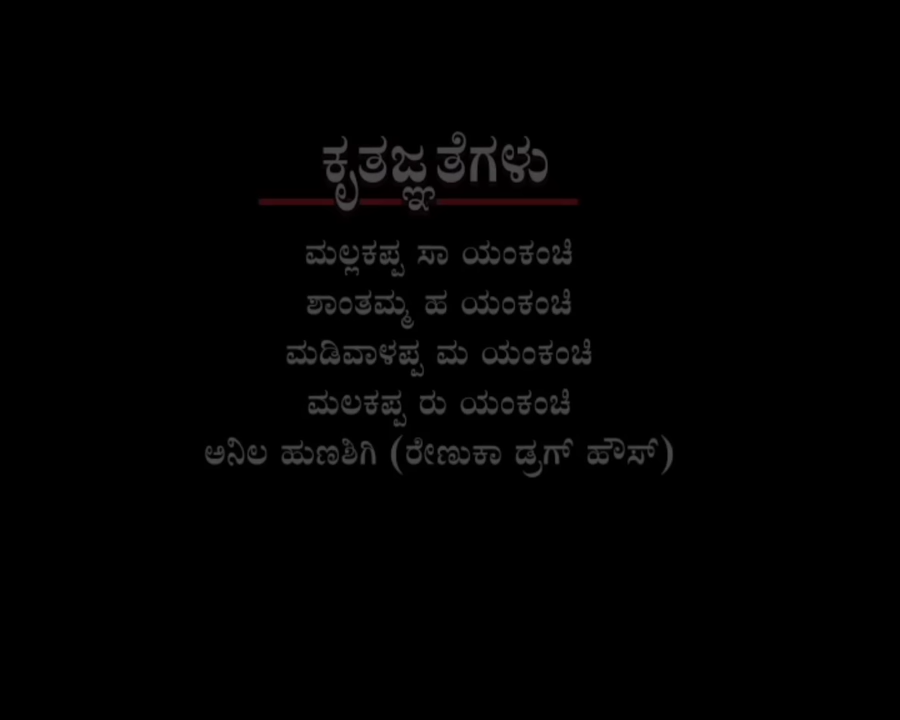 ಕೃತಜ್ಞತೆಗಳು
ಮಲ್ಲಕಪ್ಪ ಸಾ ಯಂಕಂಚಿ
ಶಾಂತಮ್ಮ ಹ ಯಂಕಂಚಿ
ಮಡಿವಾಳಪ್ಪ ಮ ಯಂಕಂಚಿ
ಮಲಕಪ್ಪ ರು ಯಂಕಂಚಿ
ಅನಿಲ ಹುಣಶಿಗಿ (ರೇಣುಕಾ ಡ್ರಗ್ ಹೌಸ್)